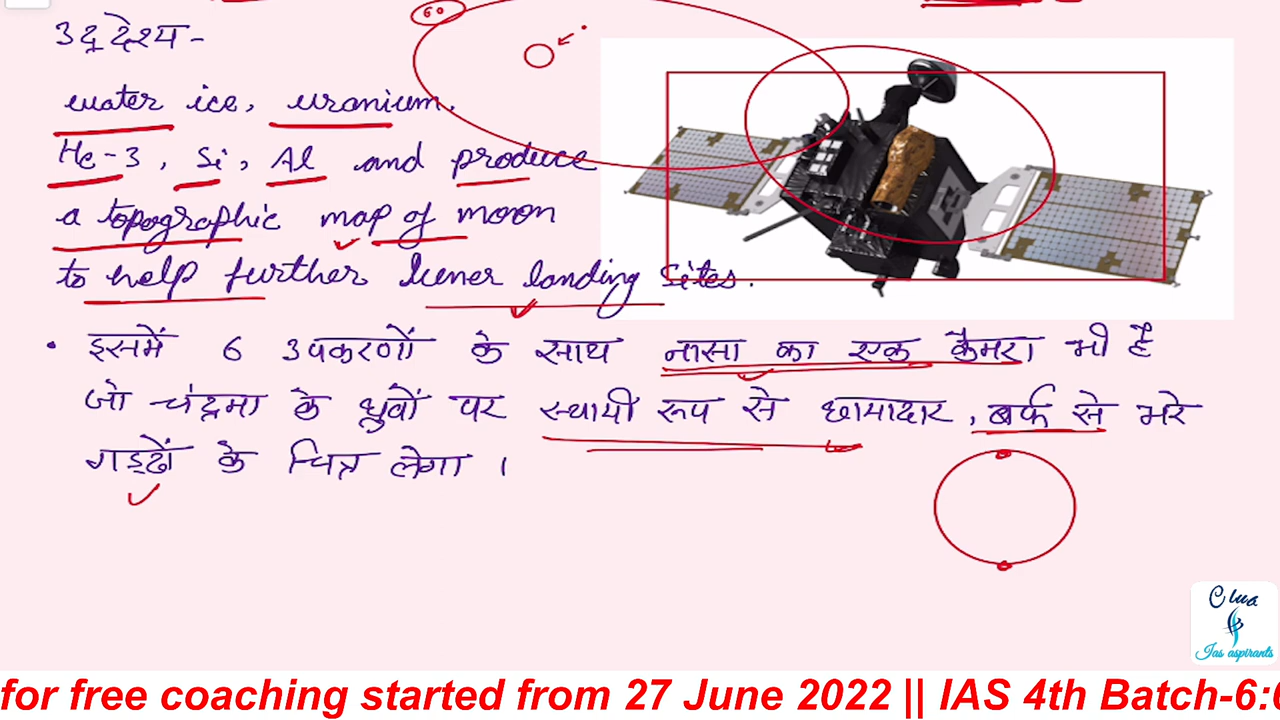 60
उद्देश्य-
water ice, uranium.
He-3, Si, Al and produce
a topographic map of moon
to help further luner landing sites.
• इसमें 6 उपकरणों के साथ नासा का एक कैमरा भी है
जो चंद्रमा के ध्रुवों पर स्थायी रूप से छायादार, बर्फ से भरे
गड्ढों के चित्र लेगा ।
Ias aspirants
for free coaching started from 27 June 2022 || IAS 4th Batch-6: